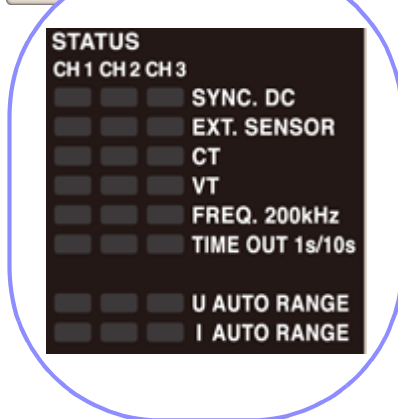 STATUS
CH 1 CH 2 CH 3
SYNC. DC
EXT. SENSOR
CT
VT
FREQ. 200kHz
TIME OUT 1s/10s
U AUTO RANGE
I AUTO RANGE